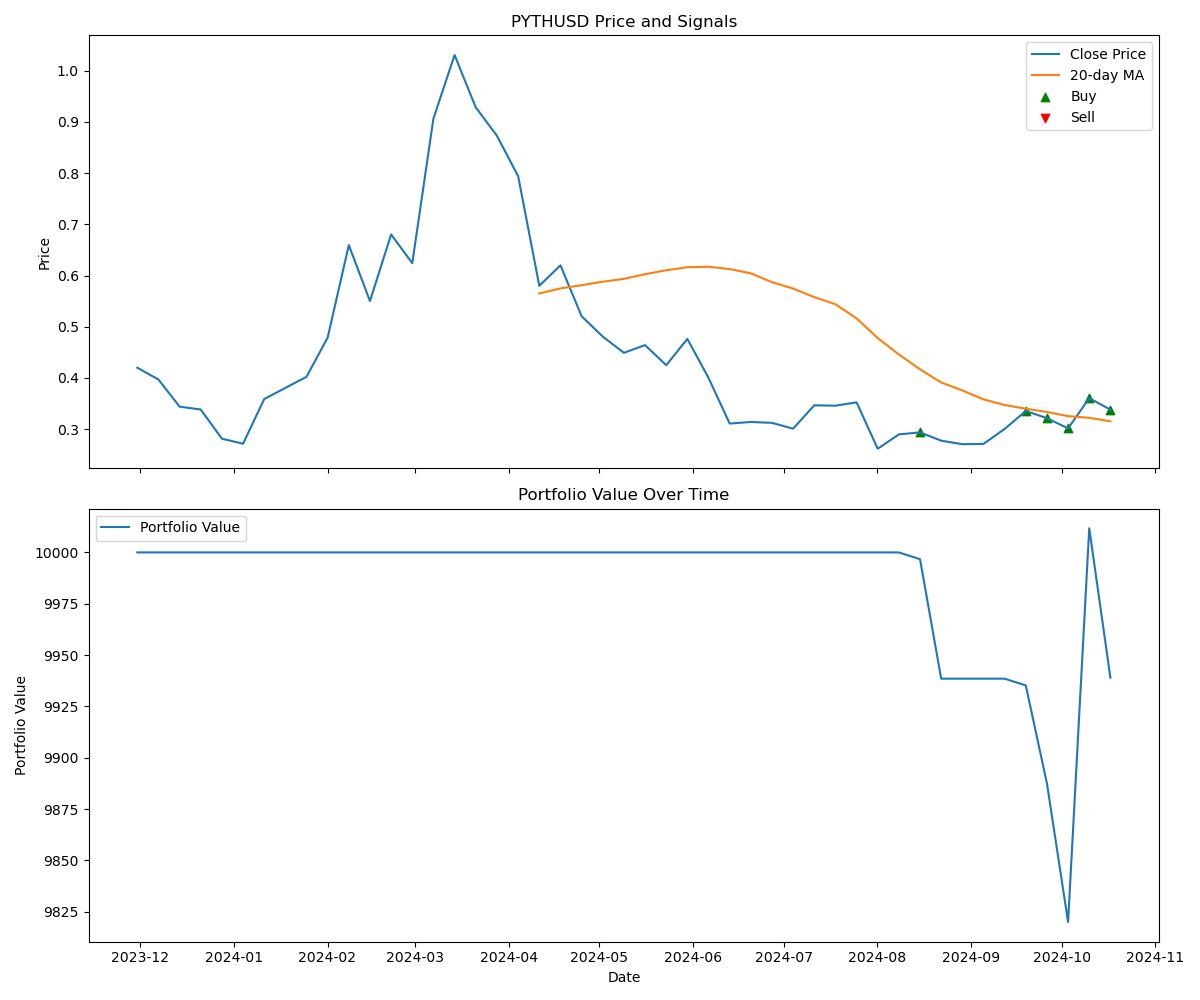 PYTHUSD Price and Signals
Close Price
20-day MA
Buy
Sell
1.0
0.9
0.8
0.7
0.6
0.5
0.4
0.3
Price
Portfolio Value Over Time
Portfolio Value
10000
9975
9950
9925
9900
9875
9850
9825
Portfolio Value
2023-12 2024-01 2024-02 2024-03 2024-04 2024-05 2024-06 2024-07 2024-08 2024-09 2024-10 2024-11
Date